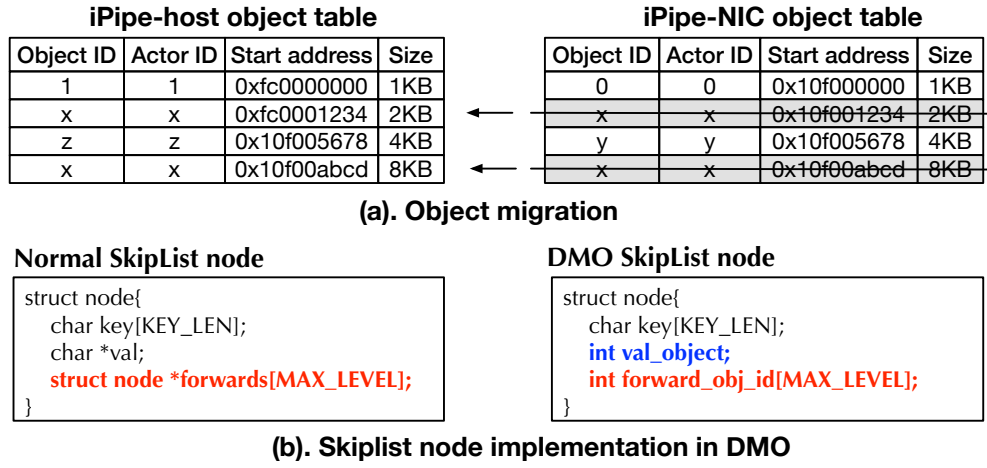 iPipe-host object table
Object ID Actor ID Start address Size
1 1 0xfc0000000 1KB
x x 0xfc0001234 2KB
z z 0x10f005678 4KB
x x 0x10f00abcd 8KB
iPipe-NIC object table
Object ID Actor ID Start address Size
0 0 0x10f000000 1KB
x x 0x10f001234 2KB
y y 0x10f005678 4KB
x x 0x10f00abcd 8KB
(a). Object migration
Normal SkipList node
struct node{
char key[KEY_LEN];
char *val;
struct node *forwards[MAX_LEVEL];
}
DMO SkipList node
struct node{
char key[KEY_LEN];
int val_object;
int forward_obj_id[MAX_LEVEL];
}
(b). Skiplist node implementation in DMO